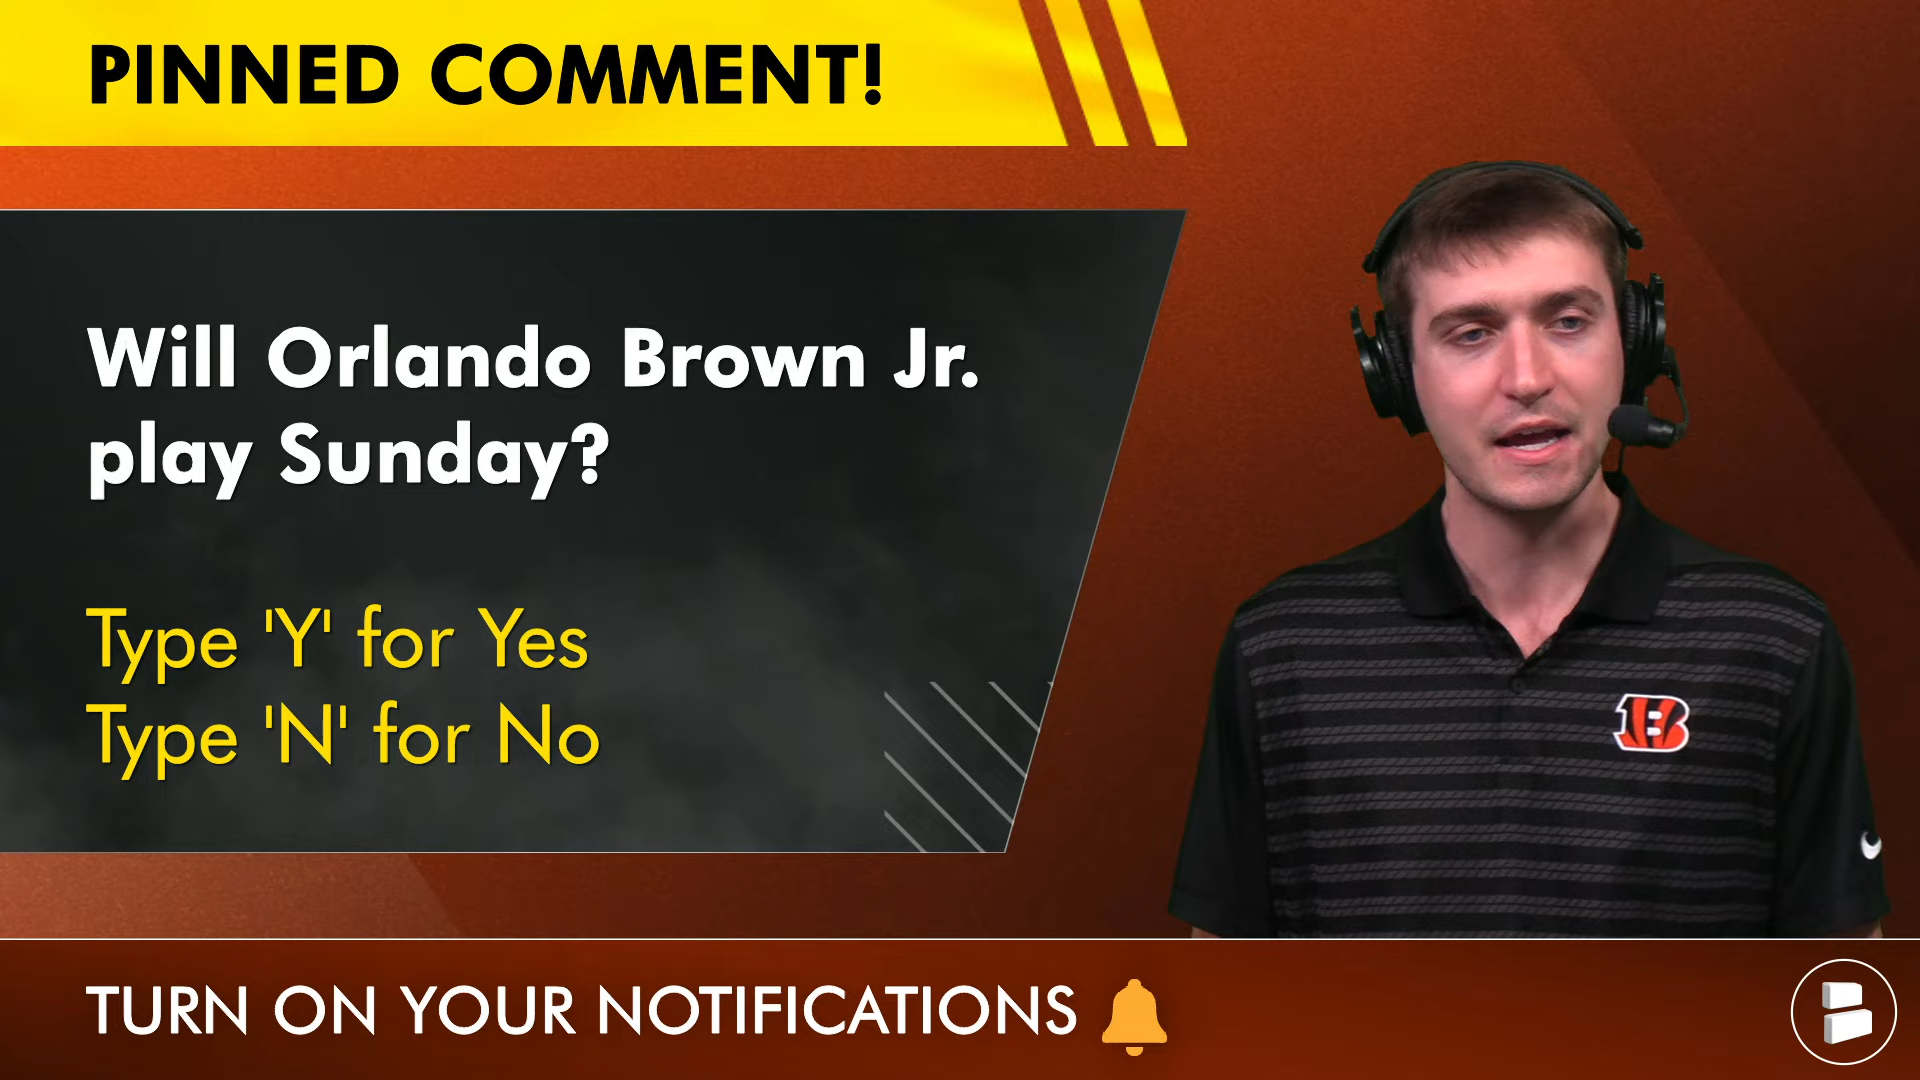 PINNED COMMENT!
Will Orlando Brown Jr.
play Sunday?
Type 'Y' for Yes
Type 'N' for No
B
TURN ON YOUR NOTIFICATIONS